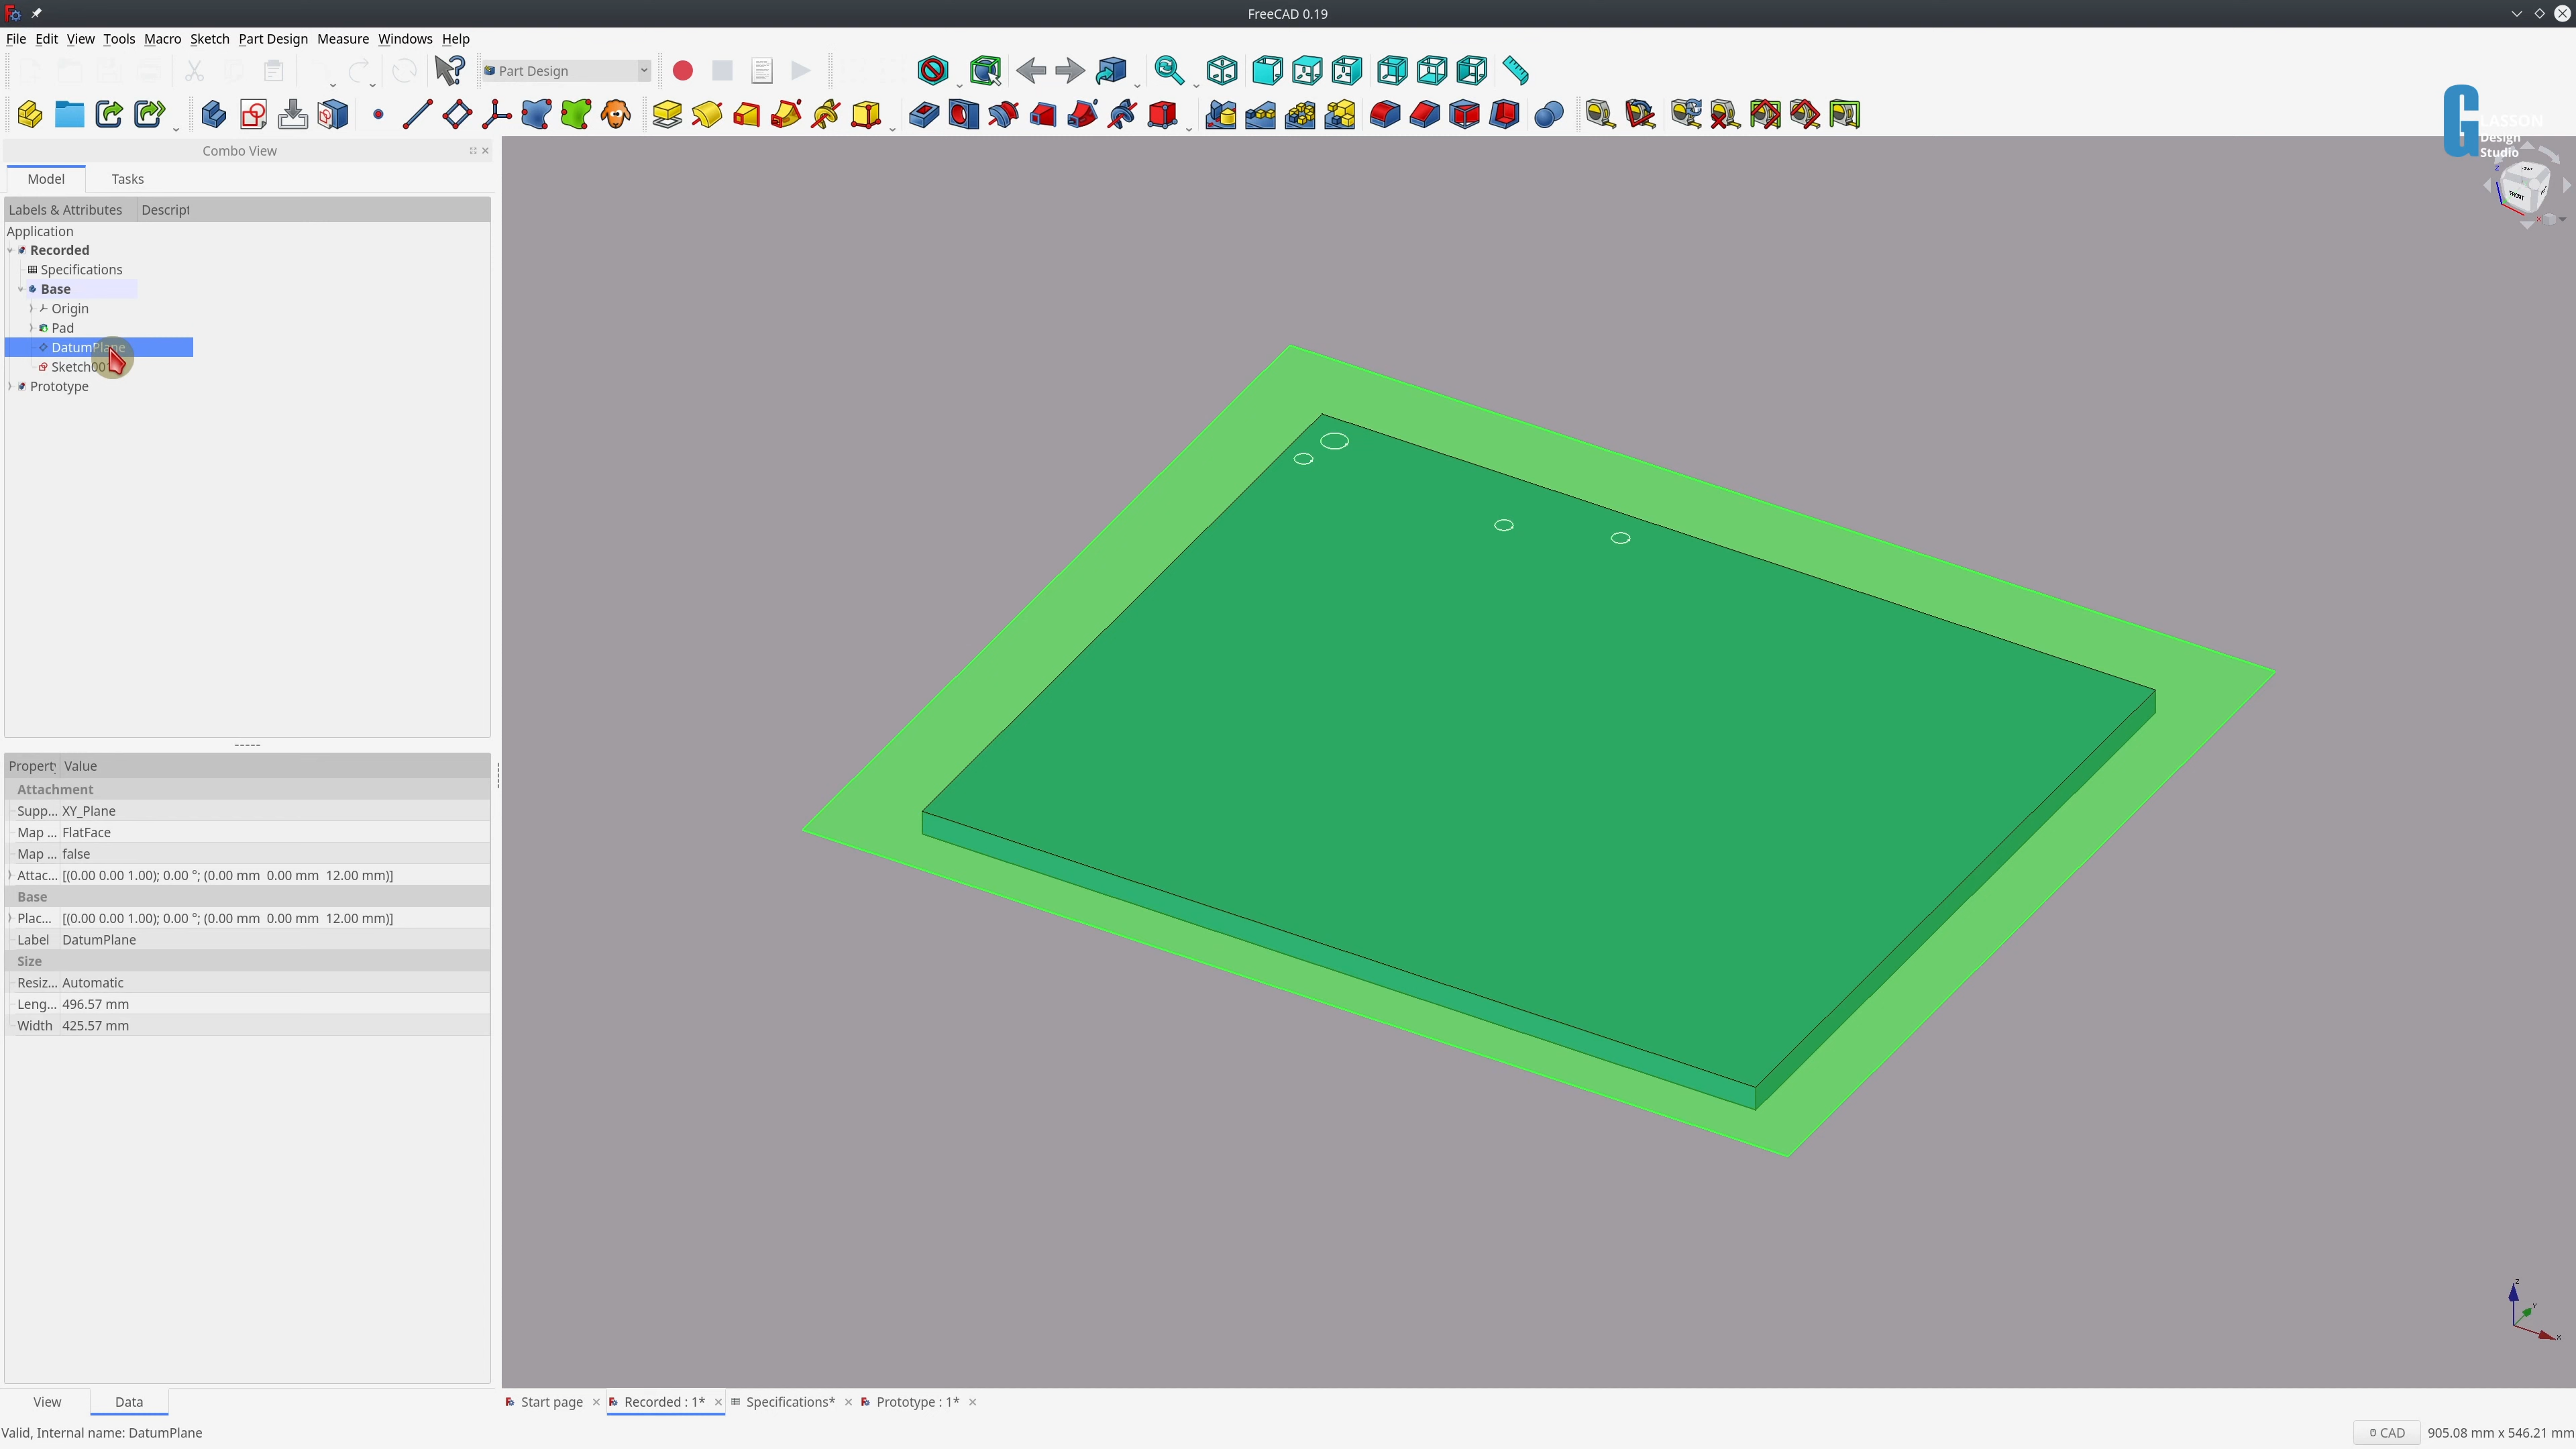 FreeCAD 0.19
File Edit View Tools Macro Sketch Part Design Measure Windows Help
Part Design
Combo View
Model Tasks
Labels & Attributes Descript
Application
Recorded
Specifications
Base
Origin
Pad
DatumPlane
Sketch00
Prototype
Property Value
Attachment
Supp... XY_Plane
Map ... FlatFace
Map ... false
Attac... [(0.00 0.00 1.00); 0.00 °; (0.00 mm 0.00 mm 12.00 mm)]
Base
Plac... [(0.00 0.00 1.00); 0.00 °; (0.00 mm 0.00 mm 12.00 mm)]
Label DatumPlane
Size
Resiz... Automatic
Leng... 496.57 mm
Width 425.57 mm
View Data
Start page Recorded : 1* Specifications* Prototype : 1*
Valid, Internal name: DatumPlane
CAD 905.08 mm x 546.21 mm
GLASSON
Design
Studio
FRONT
Z
X
Z
Y
X